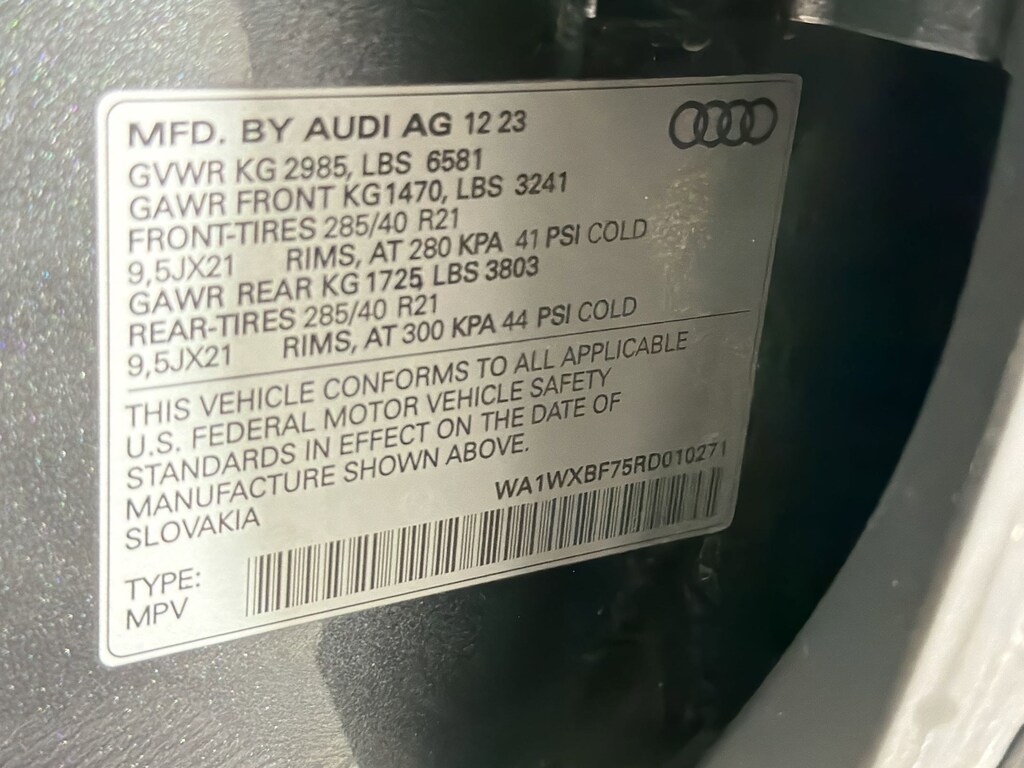 MFD. BY AUDI AG 12 23
GVWR KG 2985, LBS 6581
GAWR FRONT KG1470, LBS 3241
FRONT-TIRES 285/40 R21
9,5JX21 RIMS, AT 280 KPA 41 PSI COLD
GAWR REAR KG 1725, LBS 3803
REAR-TIRES 285/40 R21
9,5JX21 RIMS, AT 300 KPA 44 PSI COLD
THIS VEHICLE CONFORMS TO ALL APPLICABLE
U.S. FEDERAL MOTOR VEHICLE SAFETY
STANDARDS IN EFFECT ON THE DATE OF
MANUFACTURE SHOWN ABOVE.
SLOVAKIA
WA1WXBF75RD010271
TYPE:
MPV